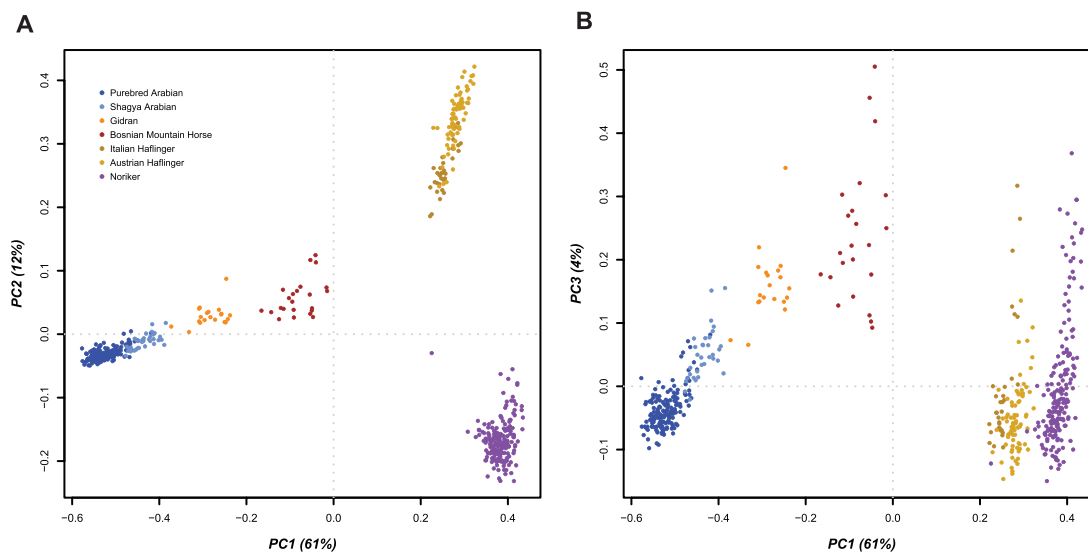 A
B
PC2 (12%)
0.4
0.3
0.2
0.1
0.0
−0.1
−0.2
Purebred Arabian
Shagya Arabian
Gidran
Bosnian Mountain Horse
Italian Haflinger
Austrian Haflinger
Noriker
−0.6
−0.4
−0.2
0.0
0.2
0.4
PC1 (61%)
PC3 (4%)
0.5
0.4
0.3
0.2
0.1
0.0
−0.1
−0.6
−0.4
−0.2
0.0
0.2
0.4
PC1 (61%)